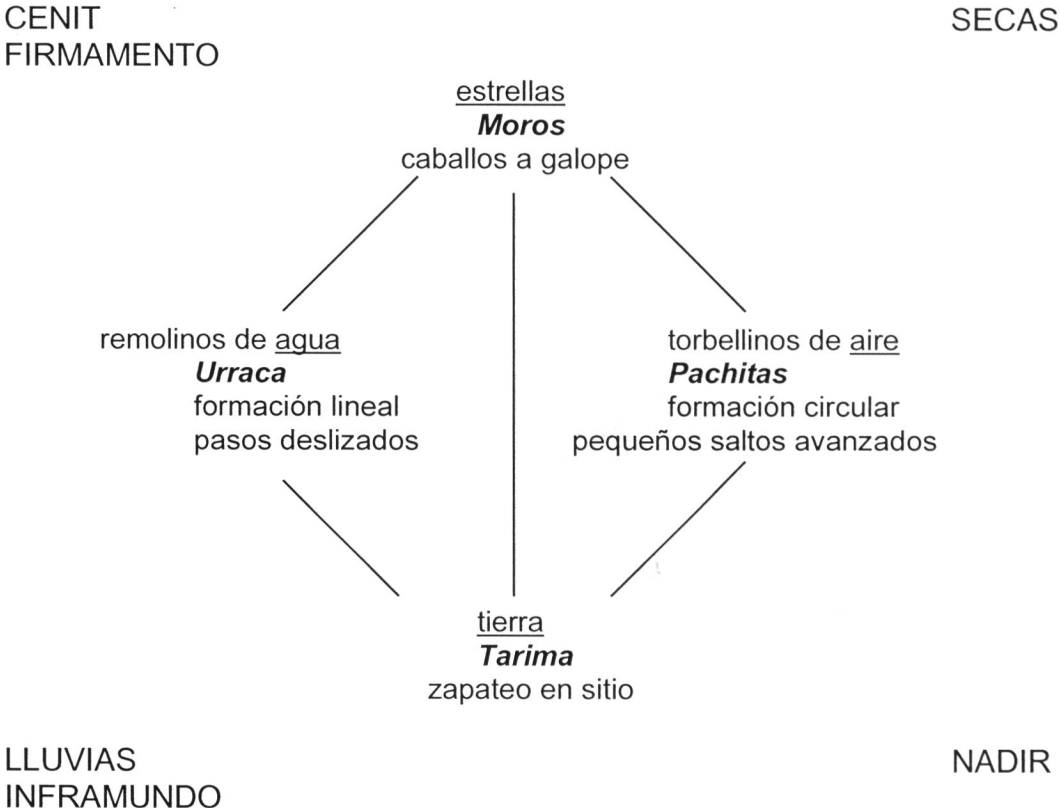 CENIT
FIRMAMENTO
SECAS
estrellas
Moros
caballos a galope
remolinos de agua
Urraca
formación lineal
pasos deslizados
torbellinos de aire
Pachitas
formación circular
pequeños saltos avanzados
tierra
Tarima
zapateo en sitio
LLUVIAS
INFRAMUNDO
NADIR